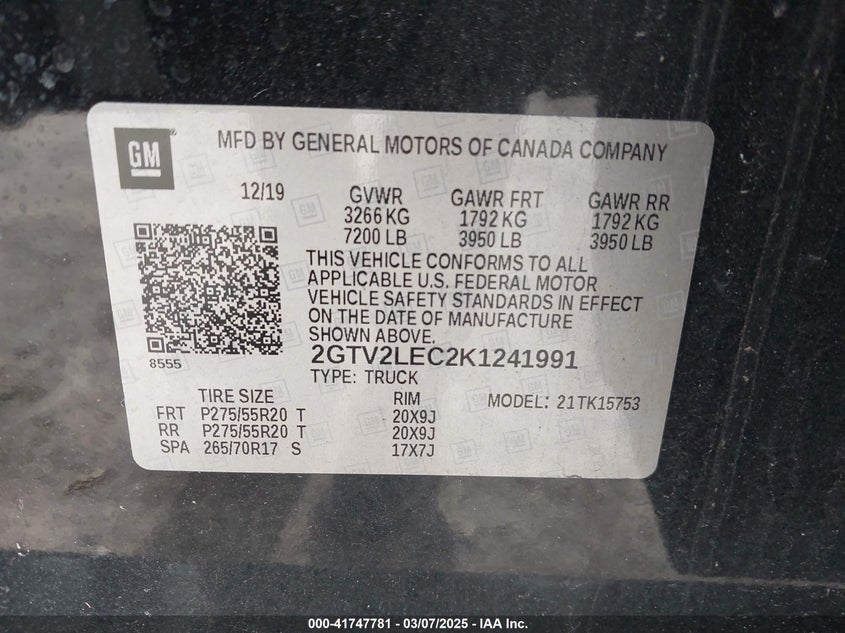 GM
MFD BY GENERAL MOTORS OF CANADA COMPANY
12/19 GVWR GAWR FRT GAWR RR
3266 KG 1792 KG 1792 KG
7200 LB 3950 LB 3950 LB
THIS VEHICLE CONFORMS TO ALL
APPLICABLE U.S. FEDERAL MOTOR
VEHICLE SAFETY STANDARDS IN EFFECT
ON THE DATE OF MANUFACTURE
SHOWN ABOVE.
8555
2GTV2LEC2K1241991
TYPE: TRUCK
TIRE SIZE RIM MODEL: 21TK15753
FRT P275/55R20 T 20X9J
RR P275/55R20 T 20X9J
SPA 265/70R17 S 17X7J
000-41747781 - 03/07/2025 - IAA Inc.